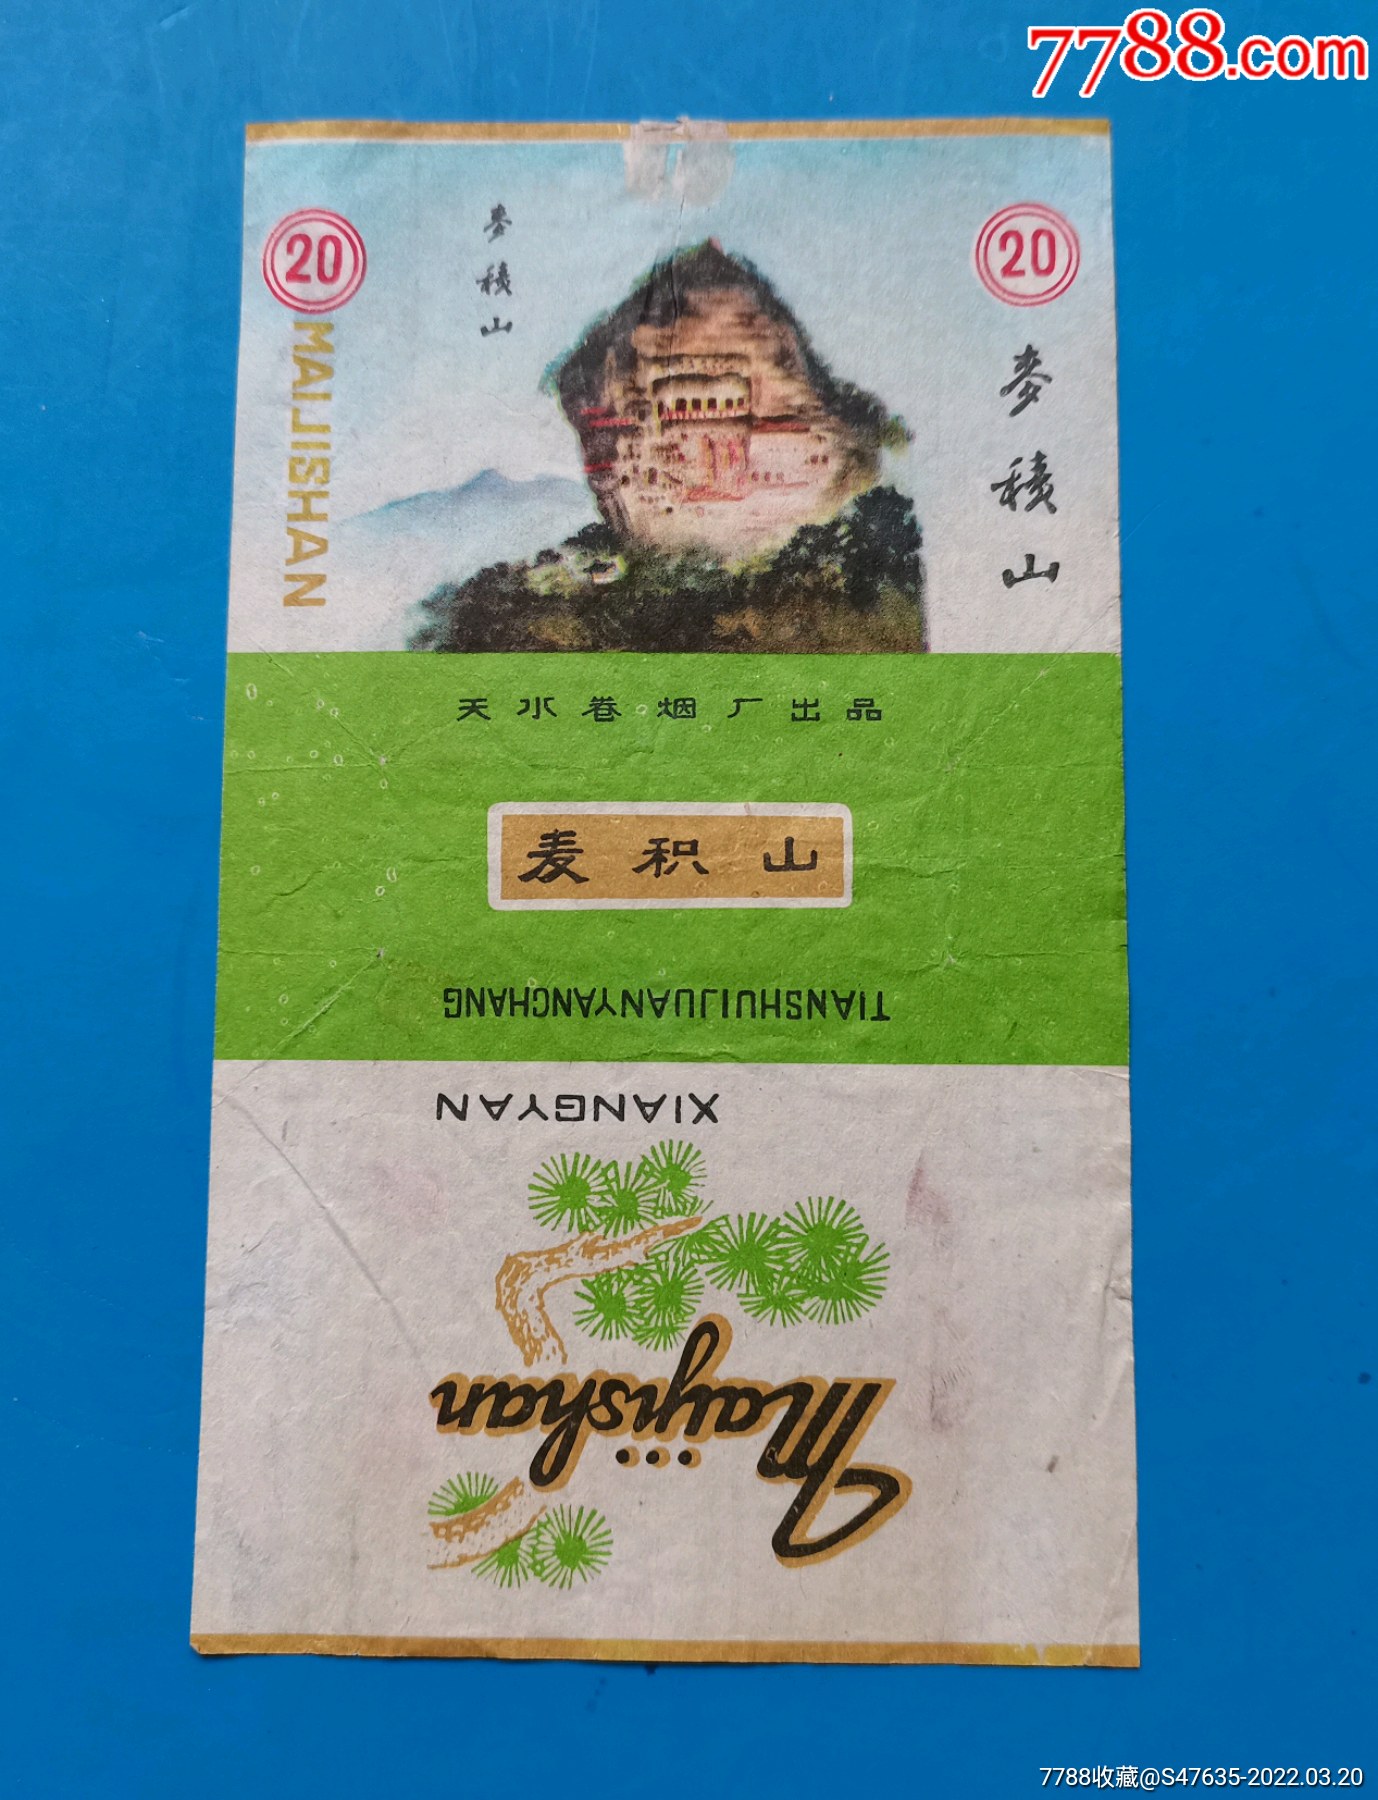 7788.com
20
20
麥積山
MAIJISHAN
麥積山
天水卷烟厂出品
麦积山
TIANSHUIJUANYANCHANG
XIANGYAN
Maijishan
7788收藏@S47635-2022.03.20